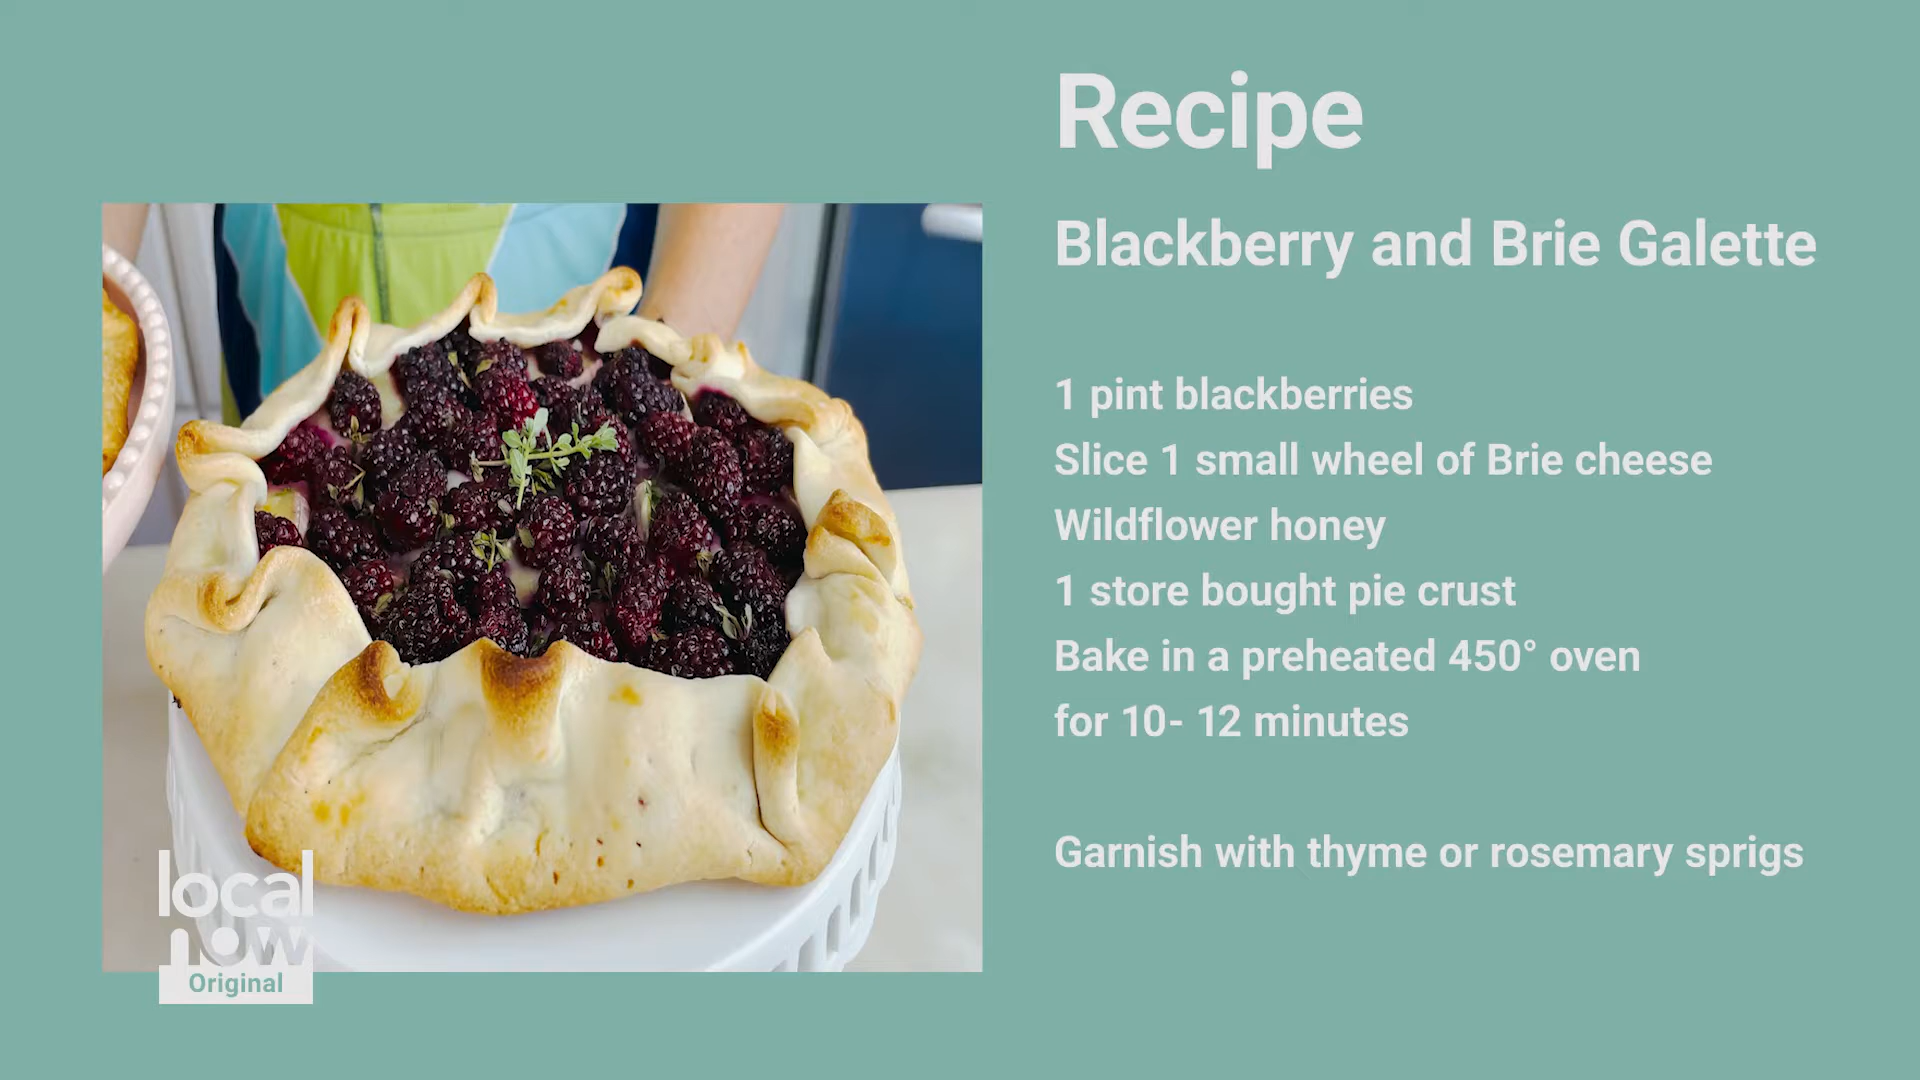 Recipe
Blackberry and Brie Galette
1 pint blackberries
Slice 1 small wheel of Brie cheese
Wildflower honey
1 store bought pie crust
Bake in a preheated 450° oven
for 10- 12 minutes
Garnish with thyme or rosemary sprigs
local
now
Original